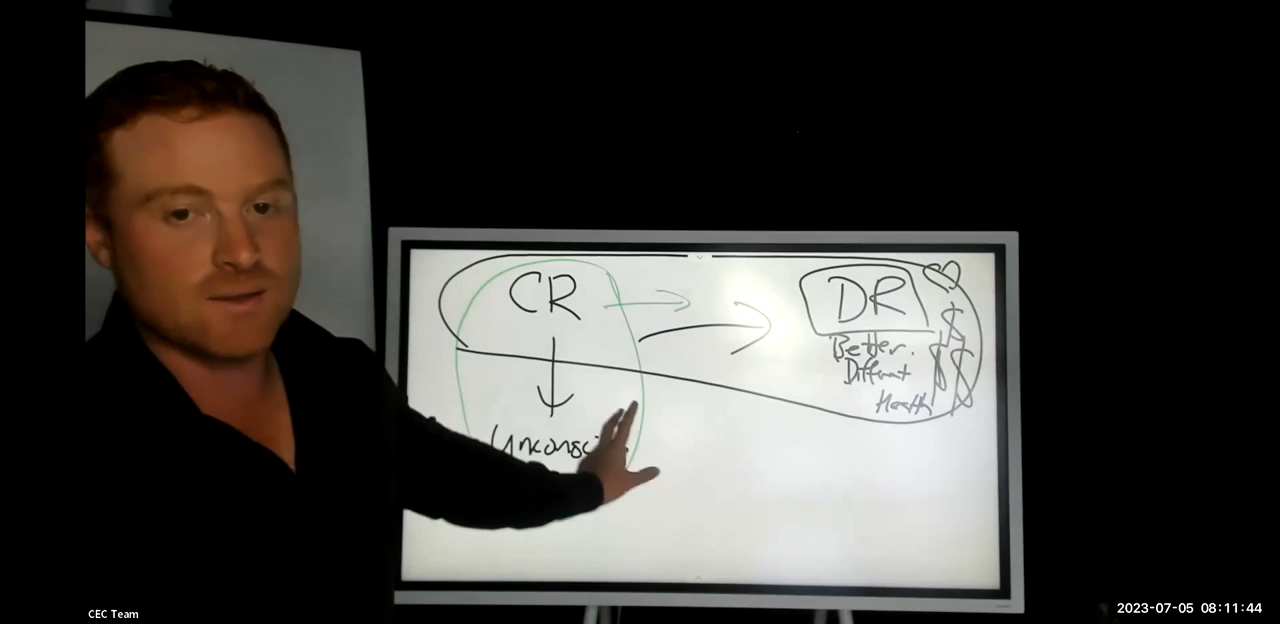 CR
DR
$
Better.
Different
$$
Health
CEC Team
2023-07-05 08:11:44